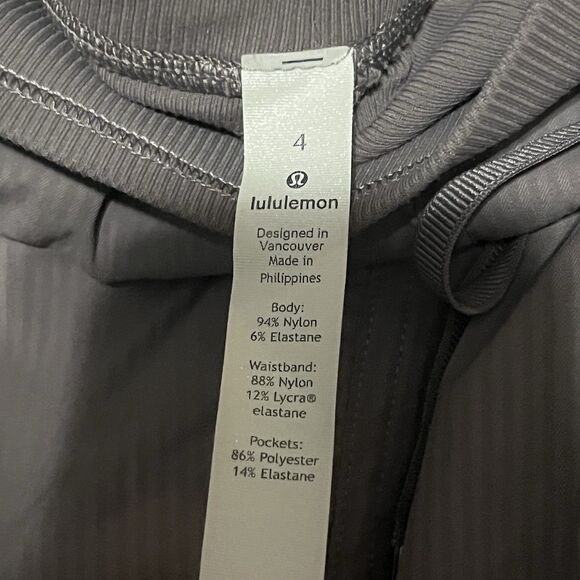 4
lululemon
Designed in
Vancouver
Made in
Philippines
Body:
94% Nylon
6% Elastane
Waistband:
88% Nylon
12% Lycra®
elastane
Pockets:
86% Polyester
14% Elastane